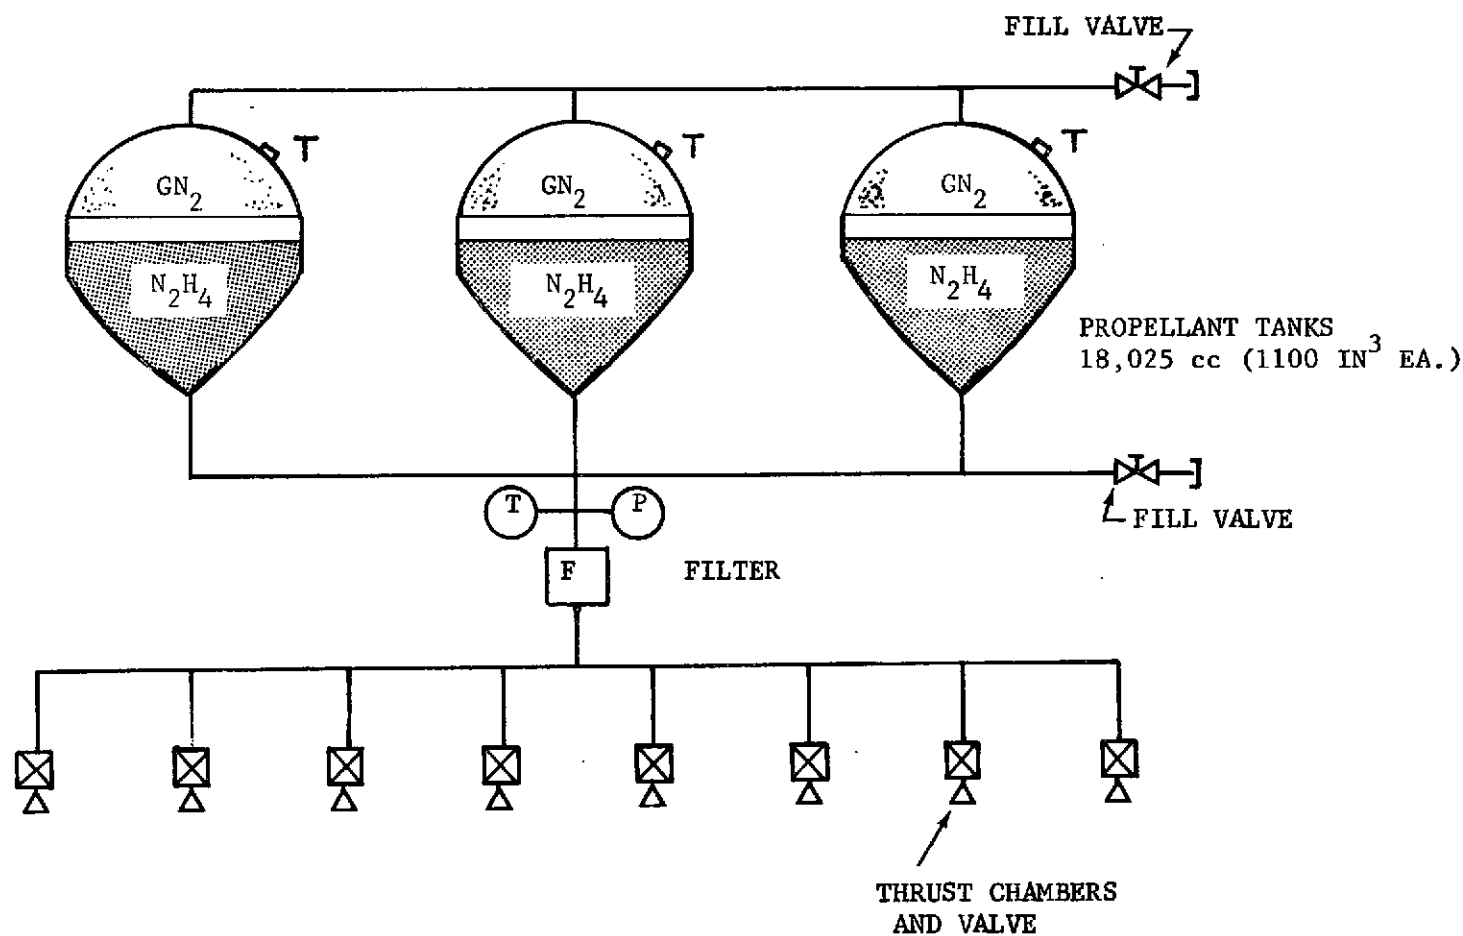 FILL VALVE
T
T
T
GN2
GN2
GN2
N2H4
N2H4
N2H4
PROPELLANT TANKS
18,025 cc (1100 IN3 EA.)
T
P
FILL VALVE
F
FILTER
THRUST CHAMBERS
AND VALVE